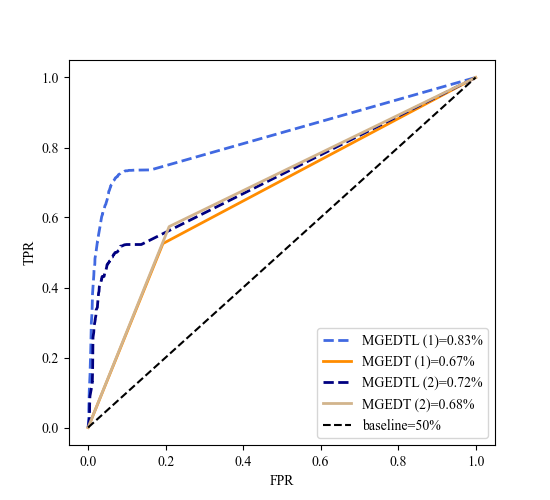 1.0
0.8
0.6
0.4
0.2
0.0
TPR
0.0 0.2 0.4 0.6 0.8 1.0
FPR
MGEDTL (1)=0.83%
MGEDT (1)=0.67%
MGEDTL (2)=0.72%
MGEDT (2)=0.68%
baseline=50%